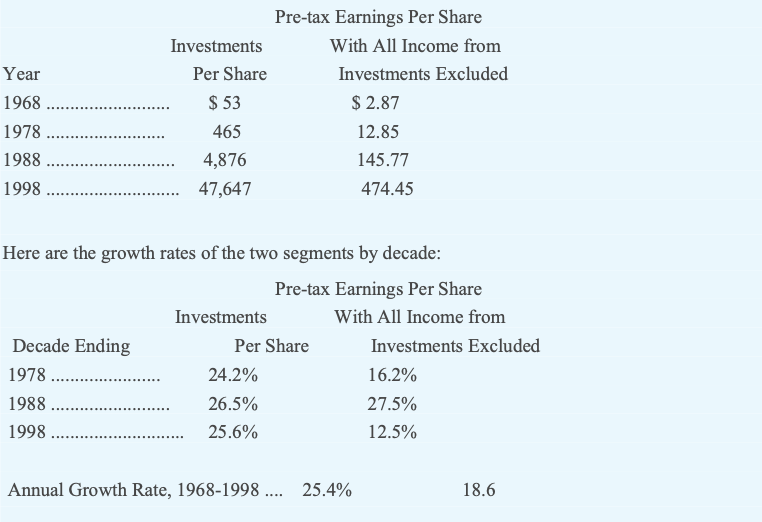 Pre-tax Earnings Per Share
Investments With All Income from
Year Per Share Investments Excluded
1968 .......................... $ 53 $ 2.87
1978 ......................... 465 12.85
1988 ........................... 4,876 145.77
1998 ............................ 47,647 474.45
Here are the growth rates of the two segments by decade:
Pre-tax Earnings Per Share
Investments With All Income from
Decade Ending Per Share Investments Excluded
1978 ....................... 24.2% 16.2%
1988 ......................... 26.5% 27.5%
1998 ............................ 25.6% 12.5%
Annual Growth Rate, 1968-1998 .... 25.4% 18.6